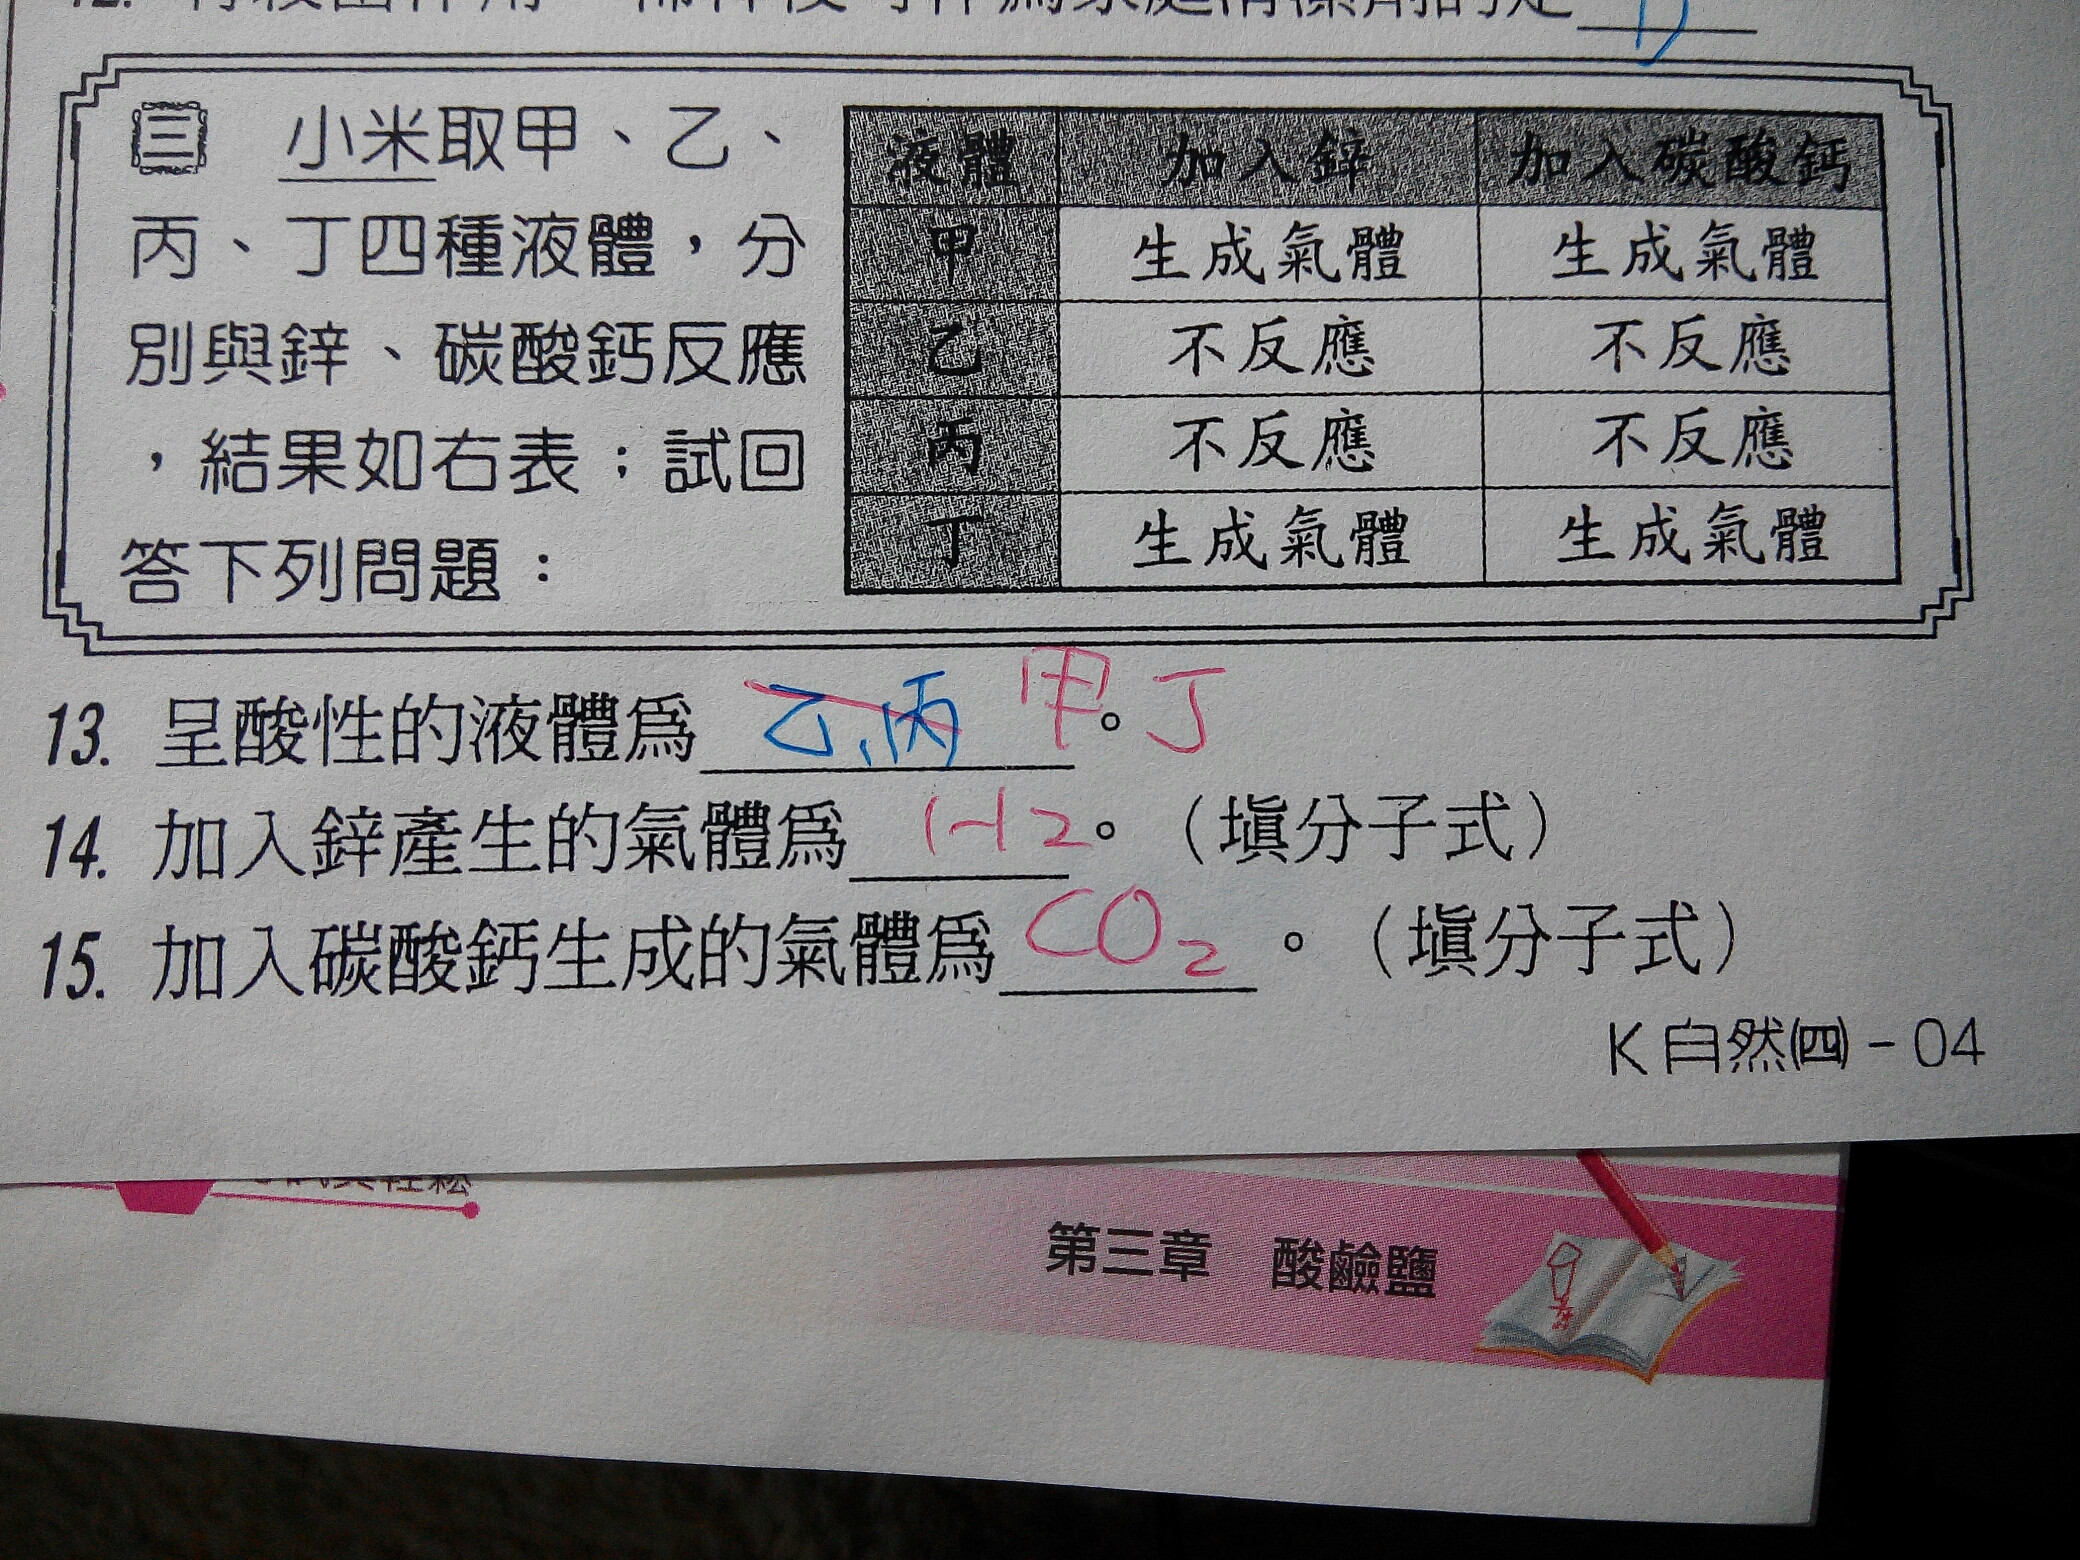 12.
D
三 小米取甲、乙、
丙、丁四種液體，分
別與鋅、碳酸鈣反應
，結果如右表；試回
答下列問題：
液體 加入鋅 加入碳酸鈣
甲 生成氣體 生成氣體
乙 不反應 不反應
丙 不反應 不反應
丁 生成氣體 生成氣體
13. 呈酸性的液體為 乙、丙 甲。丁
14. 加入鋅產生的氣體為 H2。（填分子式）
15. 加入碳酸鈣生成的氣體為 CO2。（填分子式）
K 自然(四)－04
第三章 酸鹼鹽